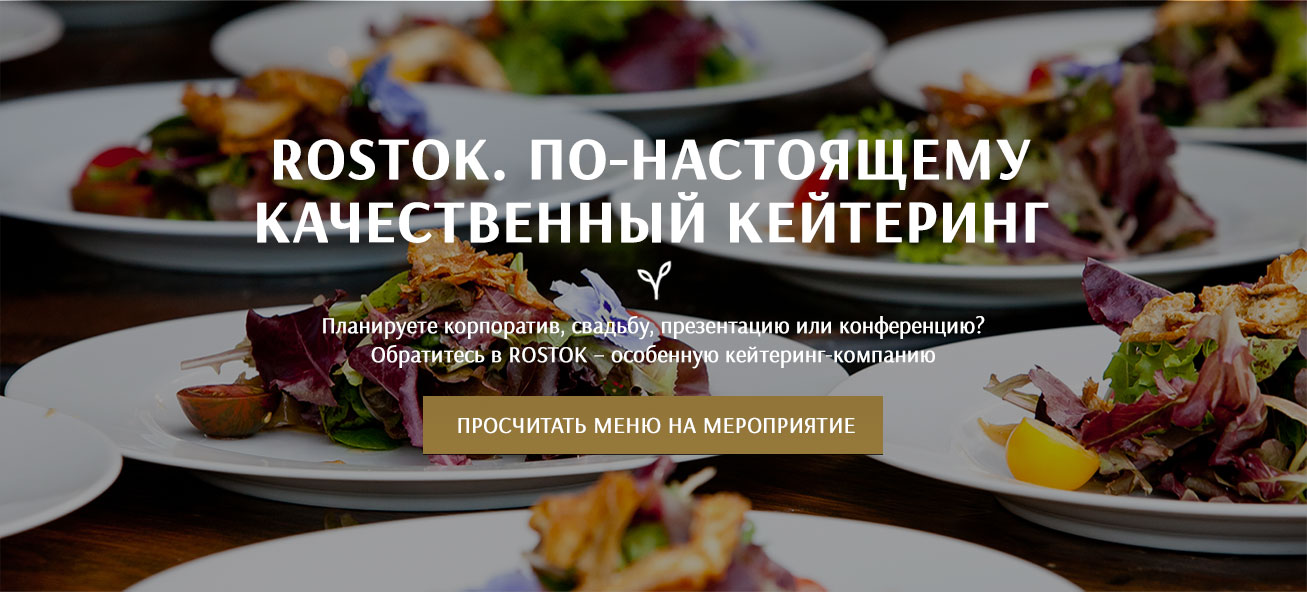 ROSTOK. ПО-НАСТОЯЩЕМУ
КАЧЕСТВЕННЫЙ КЕЙТЕРИНГ
Планируете корпоратив, свадьбу, презентацию или конференцию?
Обратитесь в ROSTOK – особенную кейтеринг-компанию
ПРОСЧИТАТЬ МЕНЮ НА МЕРОПРИЯТИЕ